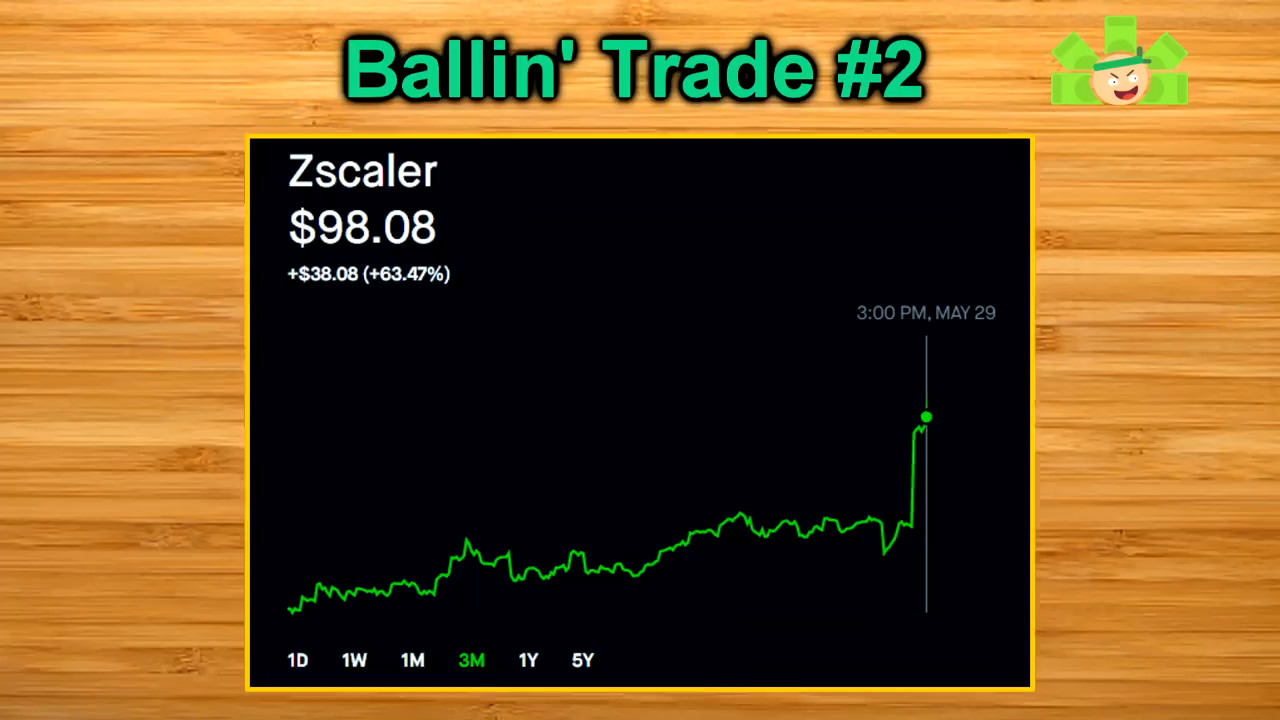 Ballin' Trade #2
Zscaler
$98.08
+$38.08 (+63.47%)
3:00 PM, MAY 29
1D 1W 1M 3M 1Y 5Y